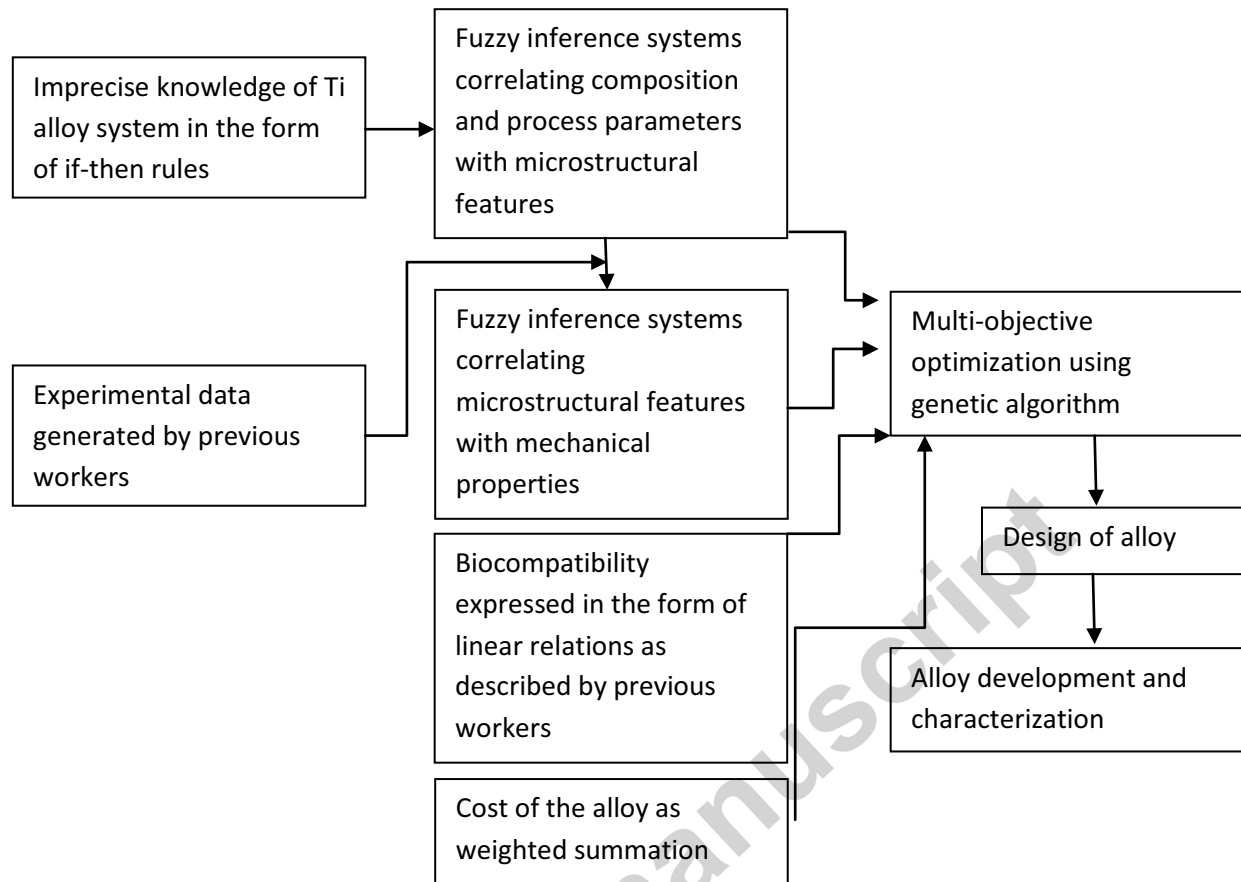 Imprecise knowledge of Ti
alloy system in the form
of if-then rules
Fuzzy inference systems
correlating composition
and process parameters
with microstructural
features
Experimental data
generated by previous
workers
Fuzzy inference systems
correlating
microstructural features
with mechanical
properties
Biocompatibility
expressed in the form of
linear relations as
described by previous
workers
Cost of the alloy as
weighted summation
Multi-objective
optimization using
genetic algorithm
Design of alloy
Alloy development and
characterization
anuscript